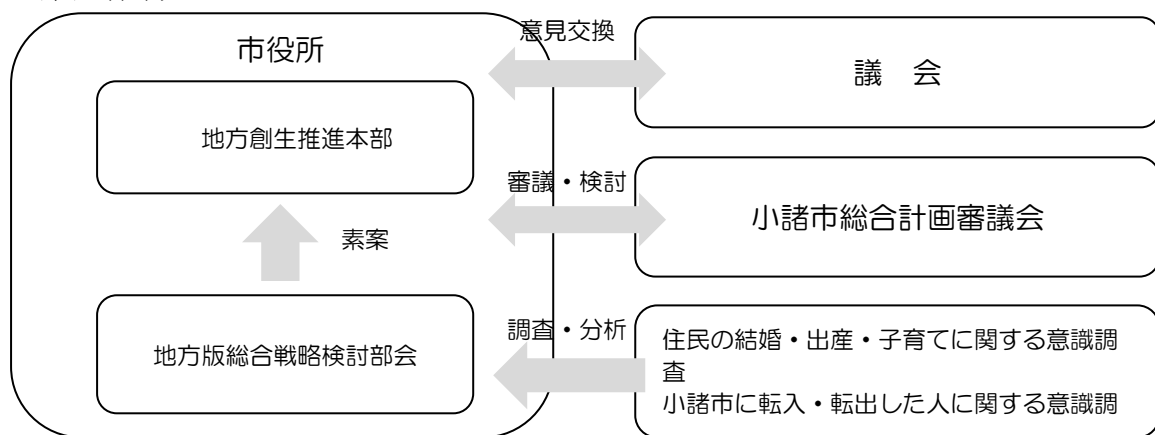 市役所
意見交換
議　会
地方創生推進本部
審議・検討
小諸市総合計画審議会
素案
調査・分析
地方版総合戦略検討部会
住民の結婚・出産・子育てに関する意識調
査
小諸市に転入・転出した人に関する意識調